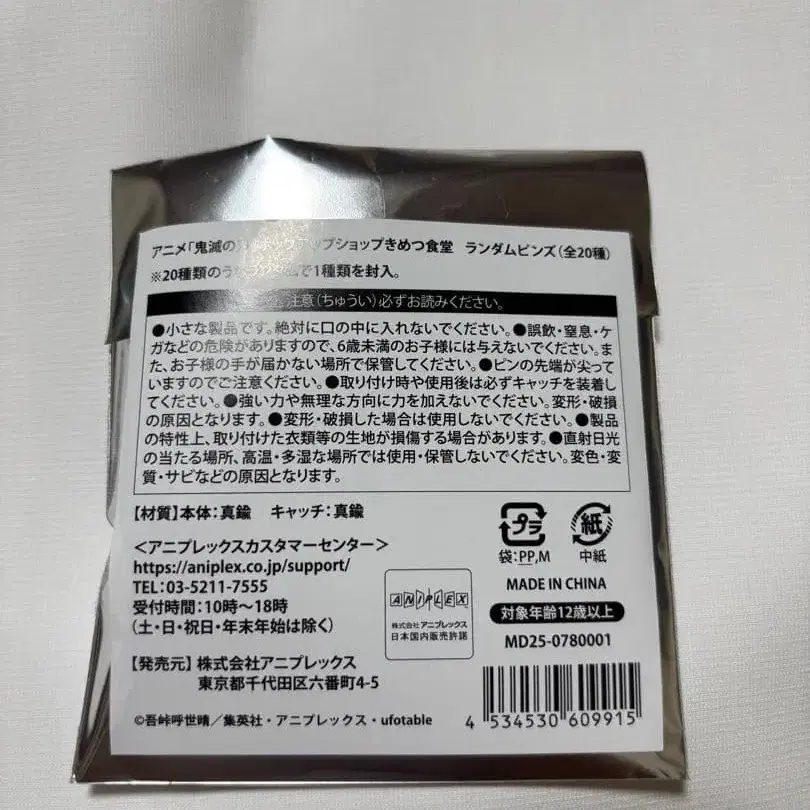 アニメ「鬼滅の ポップアップショップきめつ食堂 ランダムピンズ(全20種)
※20種類のうち で1種類を封入。
注意(ちゅうい)必ずお読みください。
●小さな製品です。絶対に口の中に入れないでください。●誤飲・窒息・ケ
ガなどの危険がありますので、6歳未満のお子様には与えないでください。ま
た、お子様の手が届かない場所で保管してください。●ピンの先端が尖って
いますのでご注意ください。●取り付け時や使用後は必ずキャッチを装着し
てください。●強い力や無理な方向に力を加えないでください。変形・破損
の原因となります。●変形・破損した場合は使用しないでください。●製品
の特性上、取り付けた衣類等の生地が損傷する場合があります。●直射日光
の当たる場所、高温・多湿な場所では使用・保管しないでください。変色・変
質・サビなどの原因となります。
【材質】本体:真鍮 キャッチ:真鍮
<アニプレックスカスタマーセンター>
https://aniplex.co.jp/support/
TEL:03-5211-7555
受付時間:10時〜18時
(土・日・祝日・年末年始は除く)
【発売元】株式会社アニプレックス
東京都千代田区六番町4-5
©吾峠呼世晴/集英社・アニプレックス・ufotable
ANIPLEX
株式会社アニプレックス
日本国内販売許諾
プラ
袋:PP,M
紙
中紙
MADE IN CHINA
対象年齢12歳以上
MD25-0780001
4 534530 609915